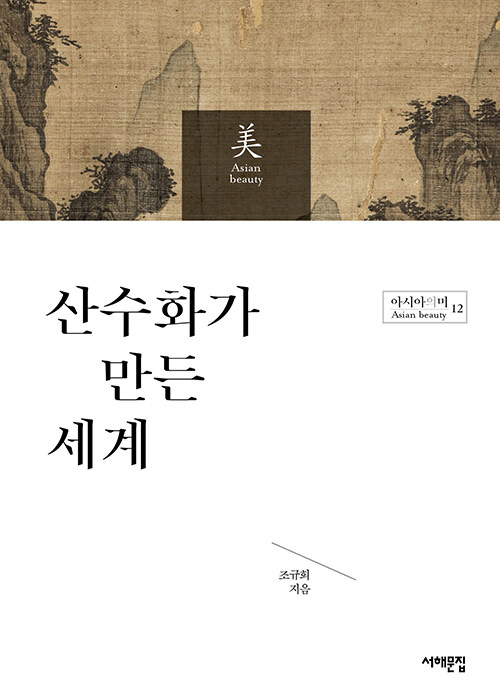 美
Asian
beauty
산수화가
만든
세계
아시아의미
Asian beauty
12
조규희
지음
서해문집